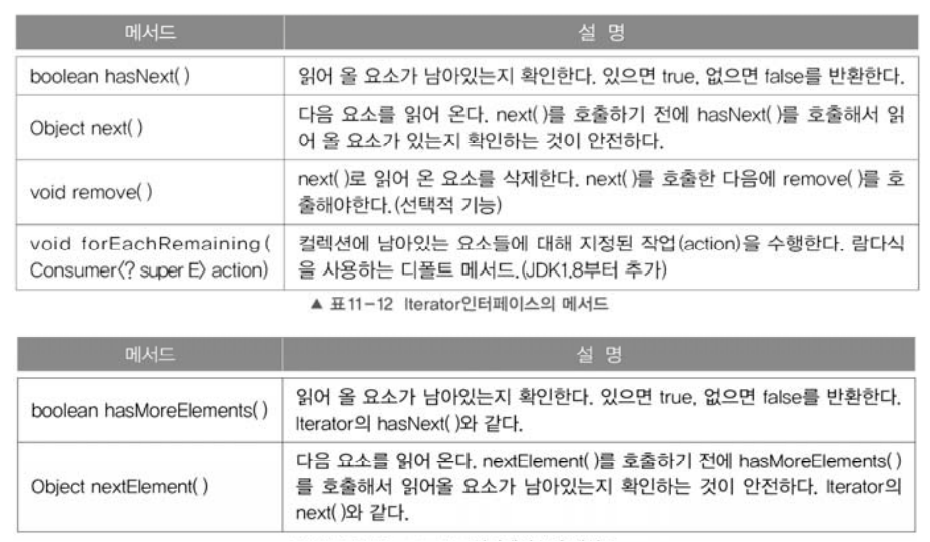 메서드 설 명
boolean hasNext( ) 읽어 올 요소가 남아있는지 확인한다. 있으면 true, 없으면 false를 반환한다.
Object next( ) 다음 요소를 읽어 온다. next( )를 호출하기 전에 hasNext( )를 호출해서 읽
어 올 요소가 있는지 확인하는 것이 안전하다.
void remove( ) next( )로 읽어 온 요소를 삭제한다. next( )를 호출한 다음에 remove( )를 호
출해야한다.(선택적 기능)
void forEachRemaining( 컬렉션에 남아있는 요소들에 대해 지정된 작업(action)을 수행한다. 람다식
Consumer<? super E> action) 을 사용하는 디폴트 메서드.(JDK1.8부터 추가)
▲ 표11-12 Iterator인터페이스의 메서드
메서드 설 명
boolean hasMoreElements( ) 읽어 올 요소가 남아있는지 확인한다. 있으면 true, 없으면 false를 반환한다.
Iterator의 hasNext( )와 같다.
Object nextElement( ) 다음 요소를 읽어 온다. nextElement( )를 호출하기 전에 hasMoreElements( )
를 호출해서 읽어올 요소가 남아있는지 확인하는 것이 안전하다. Iterator의
next( )와 같다.